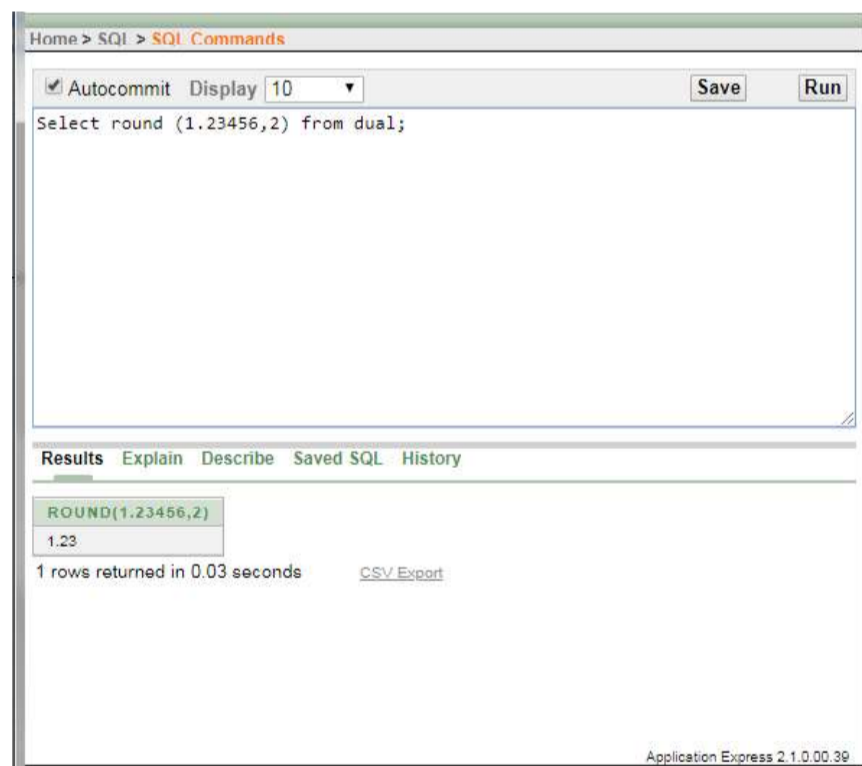 Home > SQL > SQL Commands
Autocommit Display 10 Save Run
Select round (1.23456,2) from dual;
Results Explain Describe Saved SQL History
ROUND(1.23456,2)
1.23
1 rows returned in 0.03 seconds CSV Export
Application Express 2.1.0.00.39